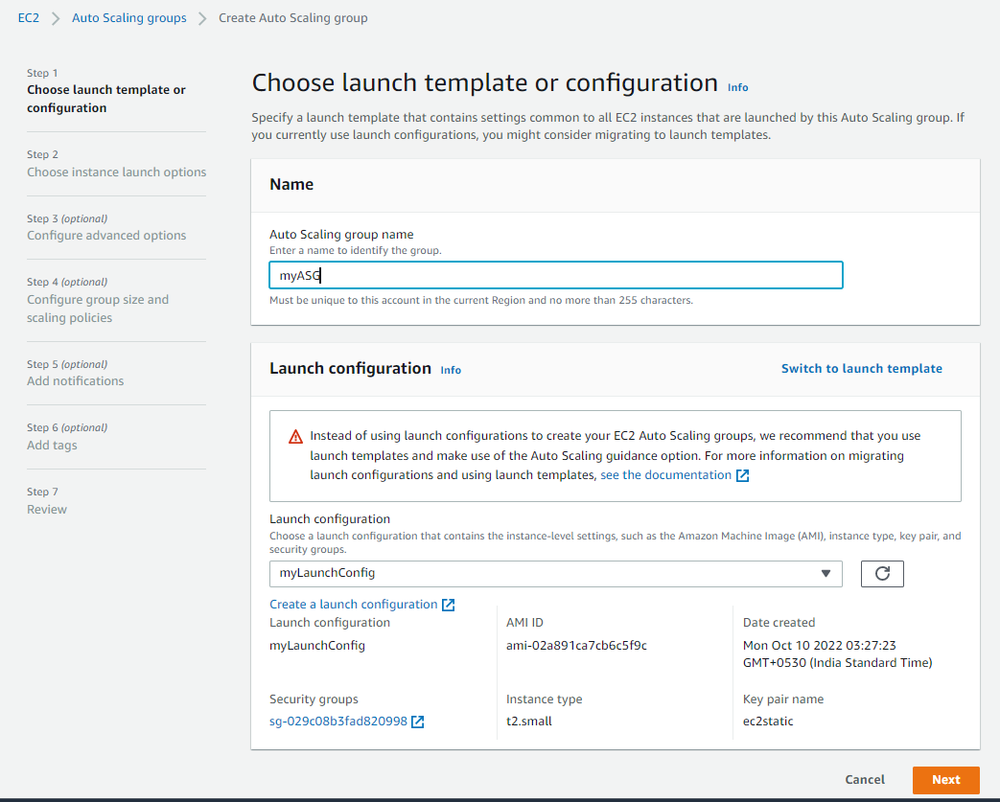 EC2 > Auto Scaling groups > Create Auto Scaling group
Step 1
Choose launch template or
configuration
Step 2
Choose instance launch options
Step 3 (optional)
Configure advanced options
Step 4 (optional)
Configure group size and
scaling policies
Step 5 (optional)
Add notifications
Step 6 (optional)
Add tags
Step 7
Review
Choose launch template or configuration Info
Specify a launch template that contains settings common to all EC2 instances that are launched by this Auto Scaling group. If
you currently use launch configurations, you might consider migrating to launch templates.
Name
Auto Scaling group name
Enter a name to identify the group.
myASG
Must be unique to this account in the current Region and no more than 255 characters.
Launch configuration Info
Switch to launch template
Instead of using launch configurations to create your EC2 Auto Scaling groups, we recommend that you use
launch templates and make use of the Auto Scaling guidance option. For more information on migrating
launch configurations and using launch templates, see the documentation
Launch configuration
Choose a launch configuration that contains the instance-level settings, such as the Amazon Machine Image (AMI), instance type, key pair, and
security groups.
myLaunchConfig
Create a launch configuration
Launch configuration
myLaunchConfig
AMI ID
ami-02a891ca7cb6c5f9c
Date created
Mon Oct 10 2022 03:27:23
GMT+0530 (India Standard Time)
Security groups
sg-029c08b3fad820998
Instance type
t2.small
Key pair name
ec2static
Cancel
Next